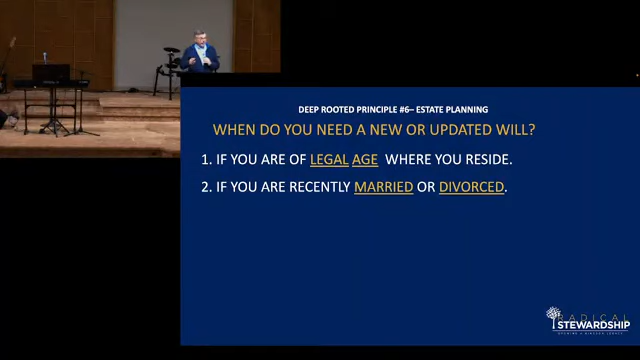 DEEP ROOTED PRINCIPLE #6– ESTATE PLANNING
WHEN DO YOU NEED A NEW OR UPDATED WILL?
1. IF YOU ARE OF LEGAL AGE WHERE YOU RESIDE.
2. IF YOU ARE RECENTLY MARRIED OR DIVORCED.
RADICAL
STEWARDSHIP